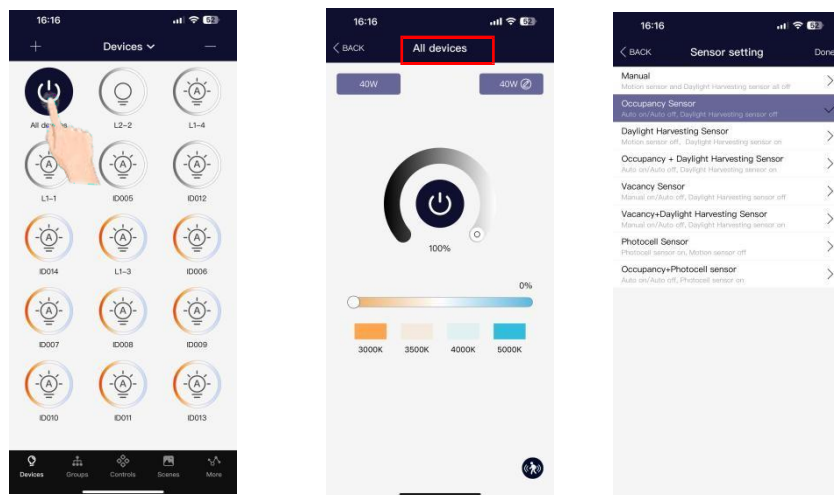 16:16
52
+
Devices
−
All devices
L2-2
L1-4
L1-1
ID005
ID012
ID014
L1-3
ID006
ID007
ID008
ID009
ID010
ID011
ID013
Devices
Groups
Controls
Scenes
More
16:16
52
< BACK
All devices
40W
40W
100%
0%
3000K
3500K
4000K
5000K
16:16
52
< BACK
Sensor setting
Done
Manual
Motion sensor and Daylight Harvesting sensor all off
Occupancy Sensor
Auto on/Auto off, Daylight Harvesting sensor off
Daylight Harvesting Sensor
Motion sensor off, Daylight Harvesting sensor on
Occupancy + Daylight Harvesting Sensor
Auto on/Auto off, Daylight Harvesting sensor on
Vacancy Sensor
Manual on/Auto off, Daylight Harvesting sensor off
Vacancy+Daylight Harvesting Sensor
Manual on/Auto off, Daylight Harvesting sensor on
Photocell Sensor
Photocell sensor on, Motion sensor off
Occupancy+Photocell sensor
Auto on/Auto off, Photocell sensor on